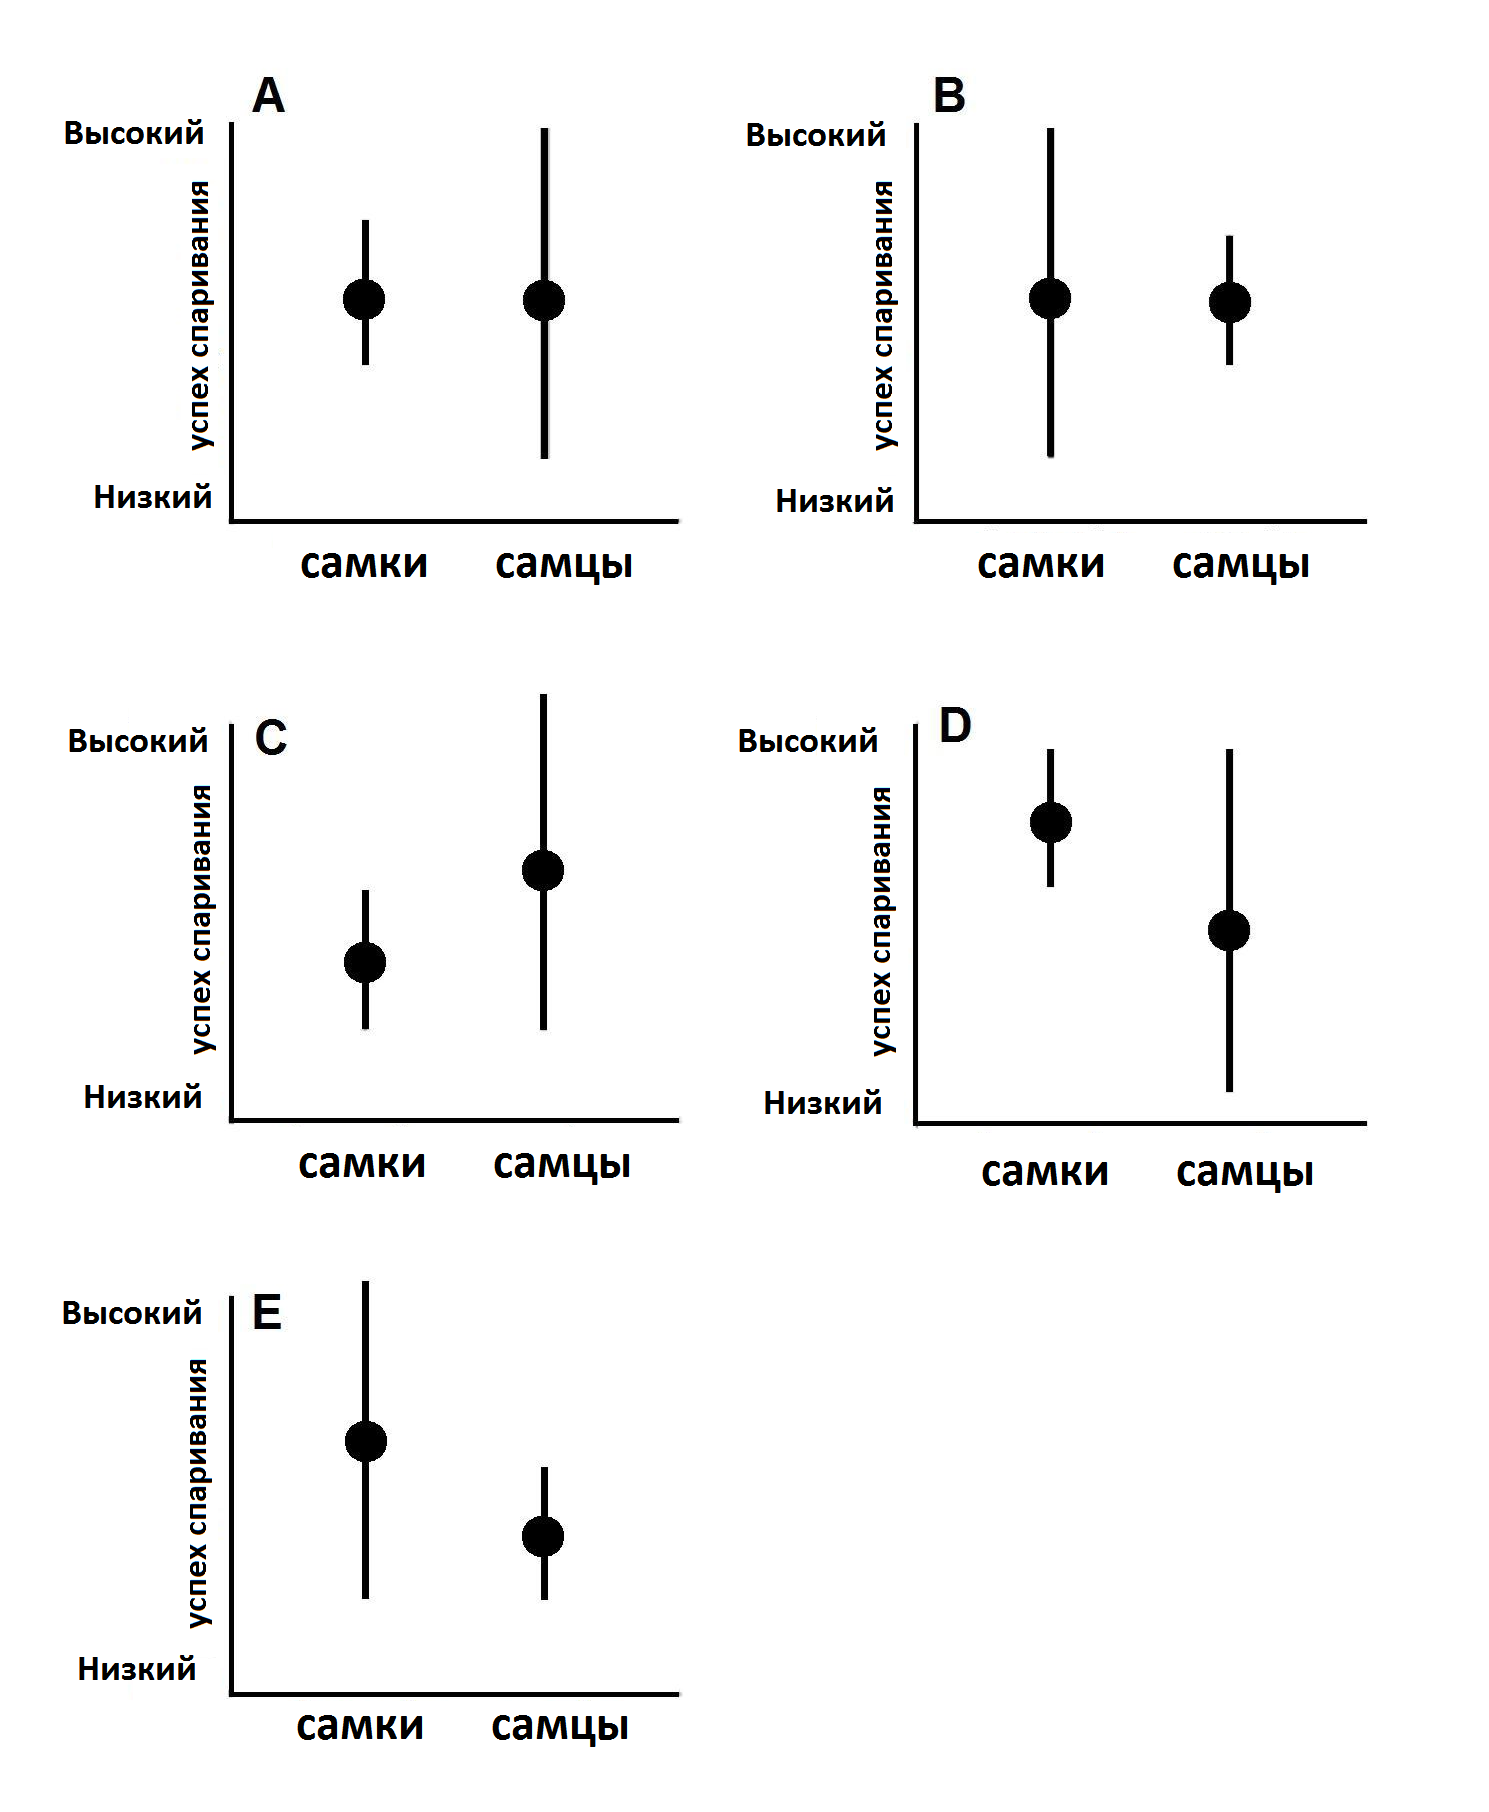 A
Высокий
успех спаривания
Низкий
самки самцы
B
Высокий
успех спаривания
Низкий
самки самцы
C
Высокий
успех спаривания
Низкий
самки самцы
D
Высокий
успех спаривания
Низкий
самки самцы
E
Высокий
успех спаривания
Низкий
самки самцы